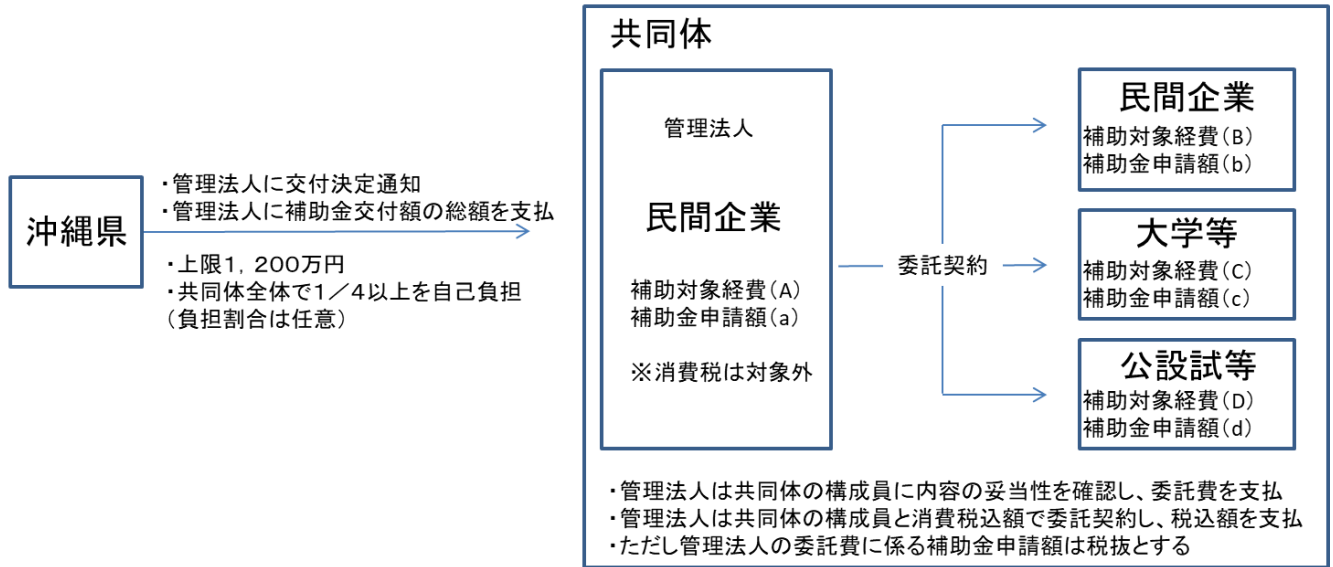 沖縄県
・管理法人に交付決定通知
・管理法人に補助金交付額の総額を支払
・上限1，200万円
・共同体全体で1／4以上を自己負担
（負担割合は任意）
共同体
管理法人
民間企業
補助対象経費（A）
補助金申請額（a）
※消費税は対象外
委託契約
民間企業
補助対象経費（B）
補助金申請額（b）
大学等
補助対象経費（C）
補助金申請額（c）
公設試等
補助対象経費（D）
補助金申請額（d）
・管理法人は共同体の構成員に内容の妥当性を確認し、委託費を支払
・管理法人は共同体の構成員と消費税込額で委託契約し、税込額を支払
・ただし管理法人の委託費に係る補助金申請額は税抜とする